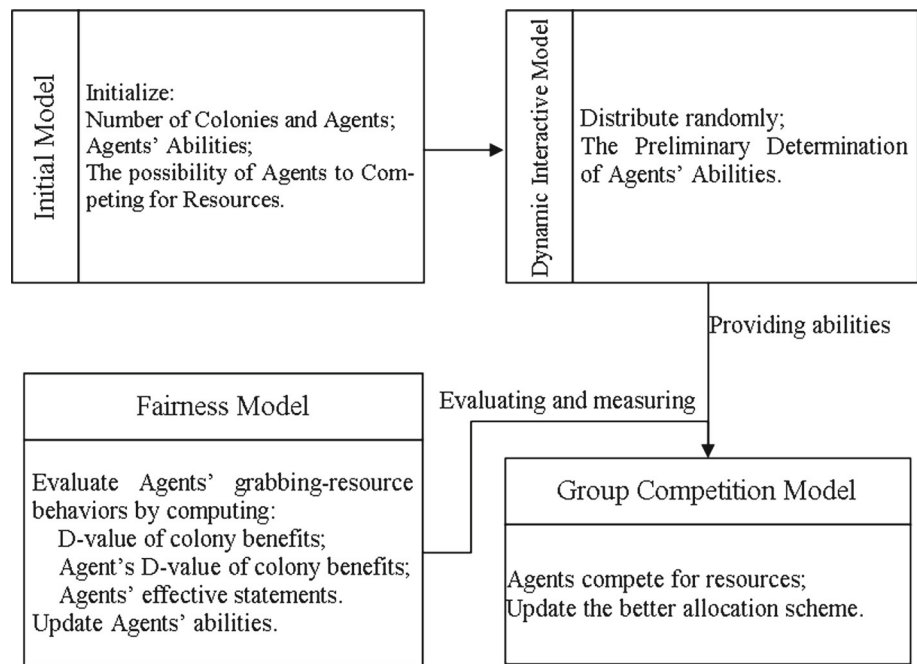 Initial Model
Initialize:
Number of Colonies and Agents;
Agents' Abilities;
The possibility of Agents to Com-
peting for Resources.
Dynamic Interactive Model
Distribute randomly;
The Preliminary Determination
of Agents' Abilities.
Providing abilities
Fairness Model
Evaluate Agents' grabbing-resource
behaviors by computing:
D-value of colony benefits;
Agent's D-value of colony benefits;
Agents' effective statements.
Update Agents' abilities.
Evaluating and measuring
Group Competition Model
Agents compete for resources;
Update the better allocation scheme.